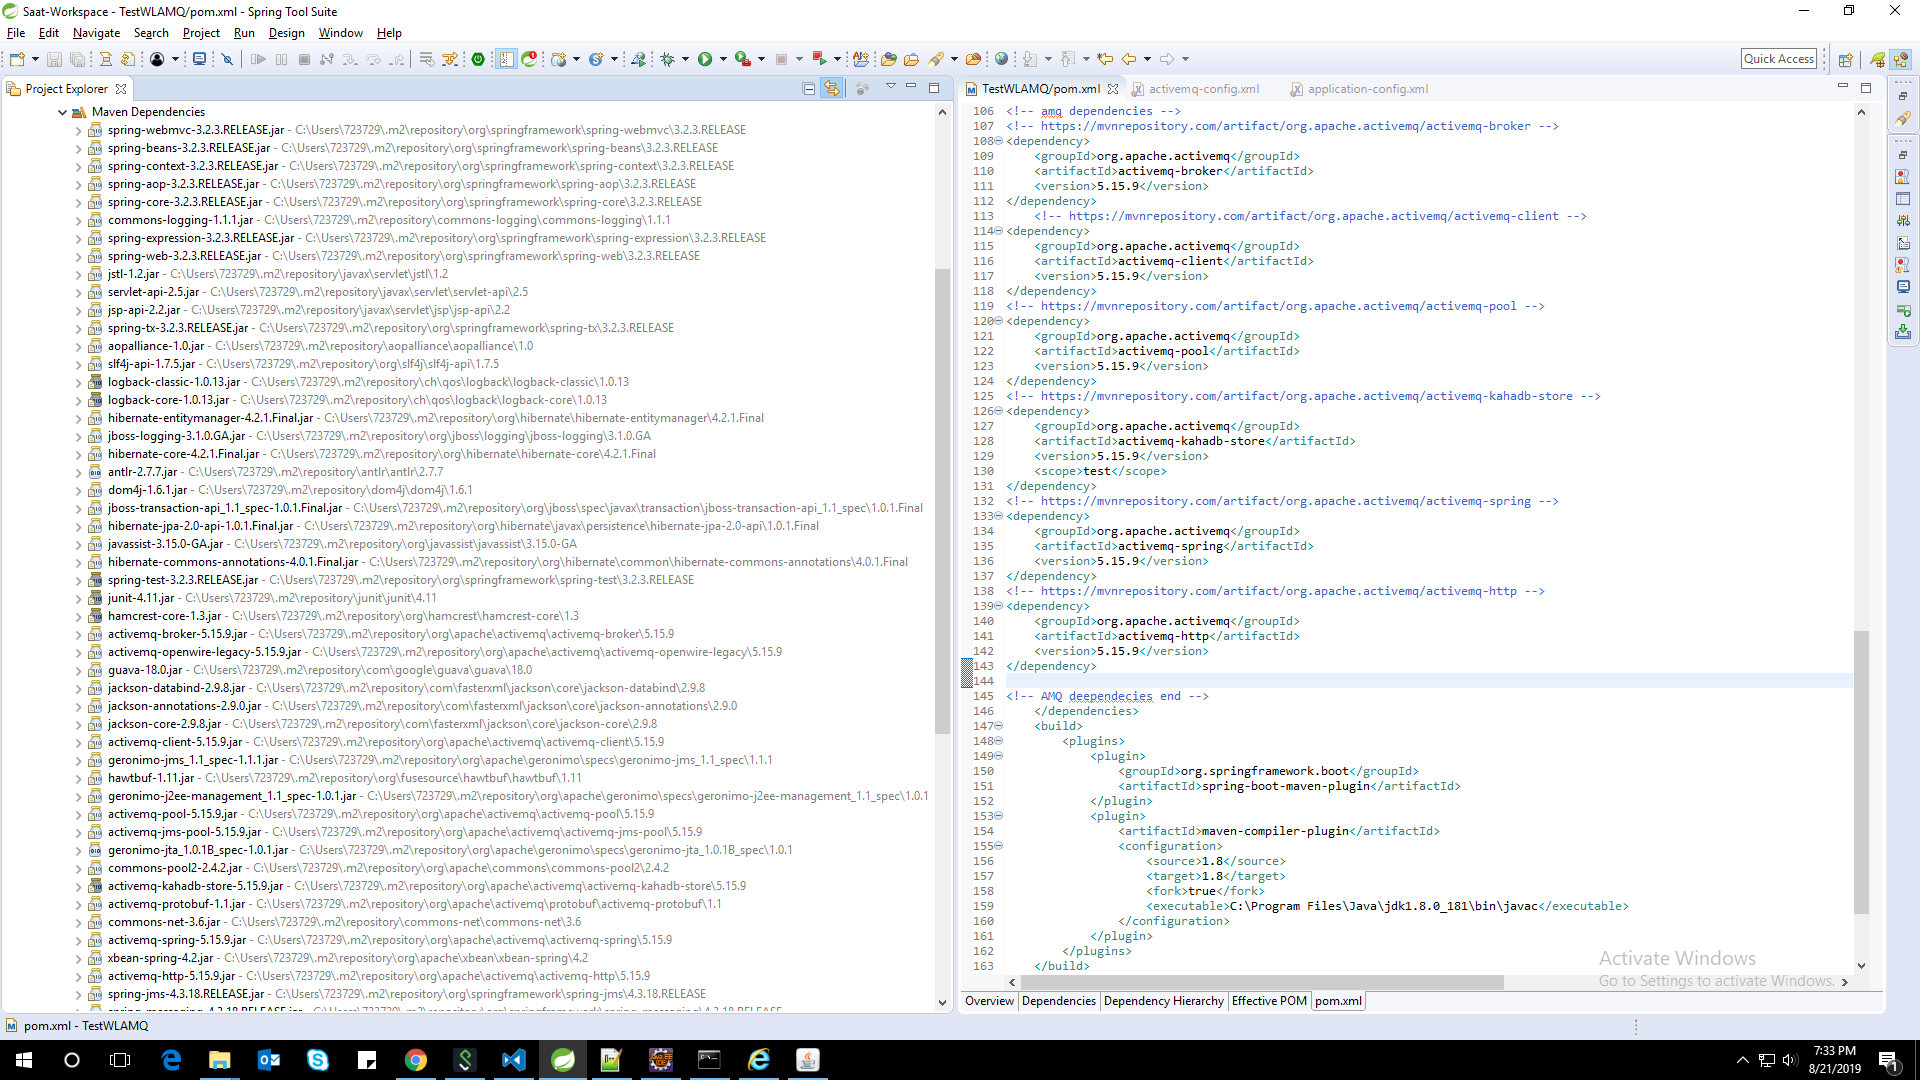 Saat-Workspace - TestWLAMQ/pom.xml - Spring Tool Suite
File Edit Navigate Search Project Run Design Window Help
Quick Access
Project Explorer
Maven Dependencies
spring-webmvc-3.2.3.RELEASE.jar - C:\Users\723729\.m2\repository\org\springframework\spring-webmvc\3.2.3.RELEASE
spring-beans-3.2.3.RELEASE.jar - C:\Users\723729\.m2\repository\org\springframework\spring-beans\3.2.3.RELEASE
spring-context-3.2.3.RELEASE.jar - C:\Users\723729\.m2\repository\org\springframework\spring-context\3.2.3.RELEASE
spring-aop-3.2.3.RELEASE.jar - C:\Users\723729\.m2\repository\org\springframework\spring-aop\3.2.3.RELEASE
spring-core-3.2.3.RELEASE.jar - C:\Users\723729\.m2\repository\org\springframework\spring-core\3.2.3.RELEASE
commons-logging-1.1.1.jar - C:\Users\723729\.m2\repository\commons-logging\commons-logging\1.1.1
spring-expression-3.2.3.RELEASE.jar - C:\Users\723729\.m2\repository\org\springframework\spring-expression\3.2.3.RELEASE
spring-web-3.2.3.RELEASE.jar - C:\Users\723729\.m2\repository\org\springframework\spring-web\3.2.3.RELEASE
jstl-1.2.jar - C:\Users\723729\.m2\repository\javax\servlet\jstl\1.2
servlet-api-2.5.jar - C:\Users\723729\.m2\repository\javax\servlet\servlet-api\2.5
jsp-api-2.2.jar - C:\Users\723729\.m2\repository\javax\servlet\jsp\jsp-api\2.2
spring-tx-3.2.3.RELEASE.jar - C:\Users\723729\.m2\repository\org\springframework\spring-tx\3.2.3.RELEASE
aopalliance-1.0.jar - C:\Users\723729\.m2\repository\aopalliance\aopalliance\1.0
slf4j-api-1.7.5.jar - C:\Users\723729\.m2\repository\org\slf4j\slf4j-api\1.7.5
logback-classic-1.0.13.jar - C:\Users\723729\.m2\repository\ch\qos\logback\logback-classic\1.0.13
logback-core-1.0.13.jar - C:\Users\723729\.m2\repository\ch\qos\logback\logback-core\1.0.13
hibernate-entitymanager-4.2.1.Final.jar - C:\Users\723729\.m2\repository\org\hibernate\hibernate-entitymanager\4.2.1.Final
jboss-logging-3.1.0.GA.jar - C:\Users\723729\.m2\repository\org\jboss\logging\jboss-logging\3.1.0.GA
hibernate-core-4.2.1.Final.jar - C:\Users\723729\.m2\repository\org\hibernate\hibernate-core\4.2.1.Final
antlr-2.7.7.jar - C:\Users\723729\.m2\repository\antlr\antlr\2.7.7
dom4j-1.6.1.jar - C:\Users\723729\.m2\repository\dom4j\dom4j\1.6.1
jboss-transaction-api_1.1_spec-1.0.1.Final.jar - C:\Users\723729\.m2\repository\org\jboss\spec\javax\transaction\jboss-transaction-api_1.1_spec\1.0.1.Final
hibernate-jpa-2.0-api-1.0.1.Final.jar - C:\Users\723729\.m2\repository\org\hibernate\javax\persistence\hibernate-jpa-2.0-api\1.0.1.Final
javassist-3.15.0-GA.jar - C:\Users\723729\.m2\repository\org\javassist\javassist\3.15.0-GA
hibernate-commons-annotations-4.0.1.Final.jar - C:\Users\723729\.m2\repository\org\hibernate\common\hibernate-commons-annotations\4.0.1.Final
spring-test-3.2.3.RELEASE.jar - C:\Users\723729\.m2\repository\org\springframework\spring-test\3.2.3.RELEASE
junit-4.11.jar - C:\Users\723729\.m2\repository\junit\junit\4.11
hamcrest-core-1.3.jar - C:\Users\723729\.m2\repository\org\hamcrest\hamcrest-core\1.3
activemq-broker-5.15.9.jar - C:\Users\723729\.m2\repository\org\apache\activemq\activemq-broker\5.15.9
activemq-openwire-legacy-5.15.9.jar - C:\Users\723729\.m2\repository\org\apache\activemq\activemq-openwire-legacy\5.15.9
guava-18.0.jar - C:\Users\723729\.m2\repository\com\google\guava\guava\18.0
jackson-databind-2.9.8.jar - C:\Users\723729\.m2\repository\com\fasterxml\jackson\core\jackson-databind\2.9.8
jackson-annotations-2.9.0.jar - C:\Users\723729\.m2\repository\com\fasterxml\jackson\core\jackson-annotations\2.9.0
jackson-core-2.9.8.jar - C:\Users\723729\.m2\repository\com\fasterxml\jackson\core\jackson-core\2.9.8
activemq-client-5.15.9.jar - C:\Users\723729\.m2\repository\org\apache\activemq\activemq-client\5.15.9
geronimo-jms_1.1_spec-1.1.1.jar - C:\Users\723729\.m2\repository\org\apache\geronimo\specs\geronimo-jms_1.1_spec\1.1.1
hawtbuf-1.11.jar - C:\Users\723729\.m2\repository\org\fusesource\hawtbuf\hawtbuf\1.11
geronimo-j2ee-management_1.1_spec-1.0.1.jar - C:\Users\723729\.m2\repository\org\apache\geronimo\specs\geronimo-j2ee-management_1.1_spec\1.0.1
activemq-pool-5.15.9.jar - C:\Users\723729\.m2\repository\org\apache\activemq\activemq-pool\5.15.9
activemq-jms-pool-5.15.9.jar - C:\Users\723729\.m2\repository\org\apache\activemq\activemq-jms-pool\5.15.9
geronimo-jta_1.0.1B_spec-1.0.1.jar - C:\Users\723729\.m2\repository\org\apache\geronimo\specs\geronimo-jta_1.0.1B_spec\1.0.1
commons-pool2-2.4.2.jar - C:\Users\723729\.m2\repository\org\apache\commons\commons-pool2\2.4.2
activemq-kahadb-store-5.15.9.jar - C:\Users\723729\.m2\repository\org\apache\activemq\activemq-kahadb-store\5.15.9
activemq-protobuf-1.1.jar - C:\Users\723729\.m2\repository\org\apache\activemq\protobuf\activemq-protobuf\1.1
commons-net-3.6.jar - C:\Users\723729\.m2\repository\commons-net\commons-net\3.6
activemq-spring-5.15.9.jar - C:\Users\723729\.m2\repository\org\apache\activemq\activemq-spring\5.15.9
xbean-spring-4.2.jar - C:\Users\723729\.m2\repository\org\apache\xbean\xbean-spring\4.2
activemq-http-5.15.9.jar - C:\Users\723729\.m2\repository\org\apache\activemq\activemq-http\5.15.9
spring-jms-4.3.18.RELEASE.jar - C:\Users\723729\.m2\repository\org\springframework\spring-jms\4.3.18.RELEASE
TestWLAMQ/pom.xml activemq-config.xml application-config.xml
106 <!-- amq dependencies -->
107 <!-- https://mvnrepository.com/artifact/org.apache.activemq/activemq-broker -->
108 <dependency>
109 <groupId>org.apache.activemq</groupId>
110 <artifactId>activemq-broker</artifactId>
111 <version>5.15.9</version>
112 </dependency>
113 <!-- https://mvnrepository.com/artifact/org.apache.activemq/activemq-client -->
114 <dependency>
115 <groupId>org.apache.activemq</groupId>
116 <artifactId>activemq-client</artifactId>
117 <version>5.15.9</version>
118 </dependency>
119 <!-- https://mvnrepository.com/artifact/org.apache.activemq/activemq-pool -->
120 <dependency>
121 <groupId>org.apache.activemq</groupId>
122 <artifactId>activemq-pool</artifactId>
123 <version>5.15.9</version>
124 </dependency>
125 <!-- https://mvnrepository.com/artifact/org.apache.activemq/activemq-kahadb-store -->
126 <dependency>
127 <groupId>org.apache.activemq</groupId>
128 <artifactId>activemq-kahadb-store</artifactId>
129 <version>5.15.9</version>
130 <scope>test</scope>
131 </dependency>
132 <!-- https://mvnrepository.com/artifact/org.apache.activemq/activemq-spring -->
133 <dependency>
134 <groupId>org.apache.activemq</groupId>
135 <artifactId>activemq-spring</artifactId>
136 <version>5.15.9</version>
137 </dependency>
138 <!-- https://mvnrepository.com/artifact/org.apache.activemq/activemq-http -->
139 <dependency>
140 <groupId>org.apache.activemq</groupId>
141 <artifactId>activemq-http</artifactId>
142 <version>5.15.9</version>
143 </dependency>
144
145 <!-- AMQ deependecies end -->
146 </dependencies>
147 <build>
148 <plugins>
149 <plugin>
150 <groupId>org.springframework.boot</groupId>
151 <artifactId>spring-boot-maven-plugin</artifactId>
152 </plugin>
153 <plugin>
154 <artifactId>maven-compiler-plugin</artifactId>
155 <configuration>
156 <source>1.8</source>
157 <target>1.8</target>
158 <fork>true</fork>
159 <executable>C:\Program Files\Java\jdk1.8.0_181\bin\javac</executable>
160 </configuration>
161 </plugin>
162 </plugins>
163 </build>
Activate Windows
Go to Settings to activate Windows.
Overview Dependencies Dependency Hierarchy Effective POM pom.xml
pom.xml - TestWLAMQ
7:33 PM
8/21/2019